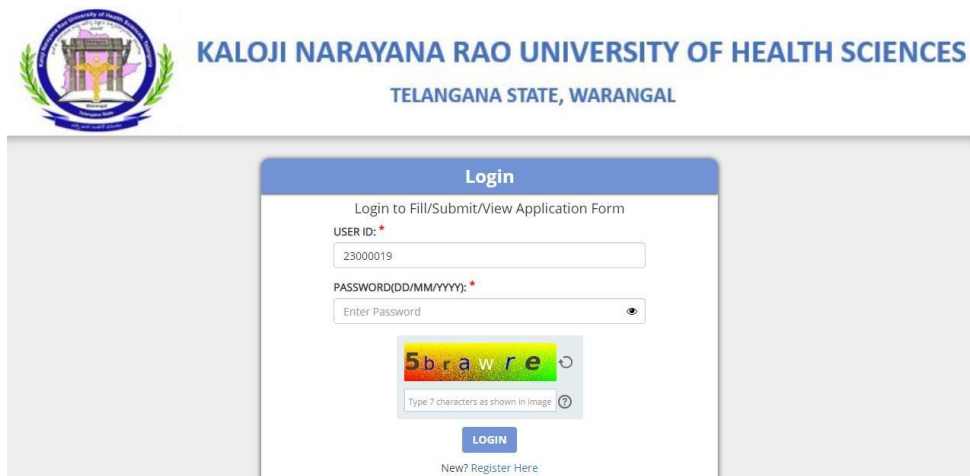 KALOJI NARAYANA RAO UNIVERSITY OF HEALTH SCIENCES
TELANGANA STATE, WARANGAL
Login
Login to Fill/Submit/View Application Form
USER ID: *
23000019
PASSWORD(DD/MM/YYYY): *
Enter Password
5brawre
Type 7 characters as shown in image
LOGIN
New? Register Here